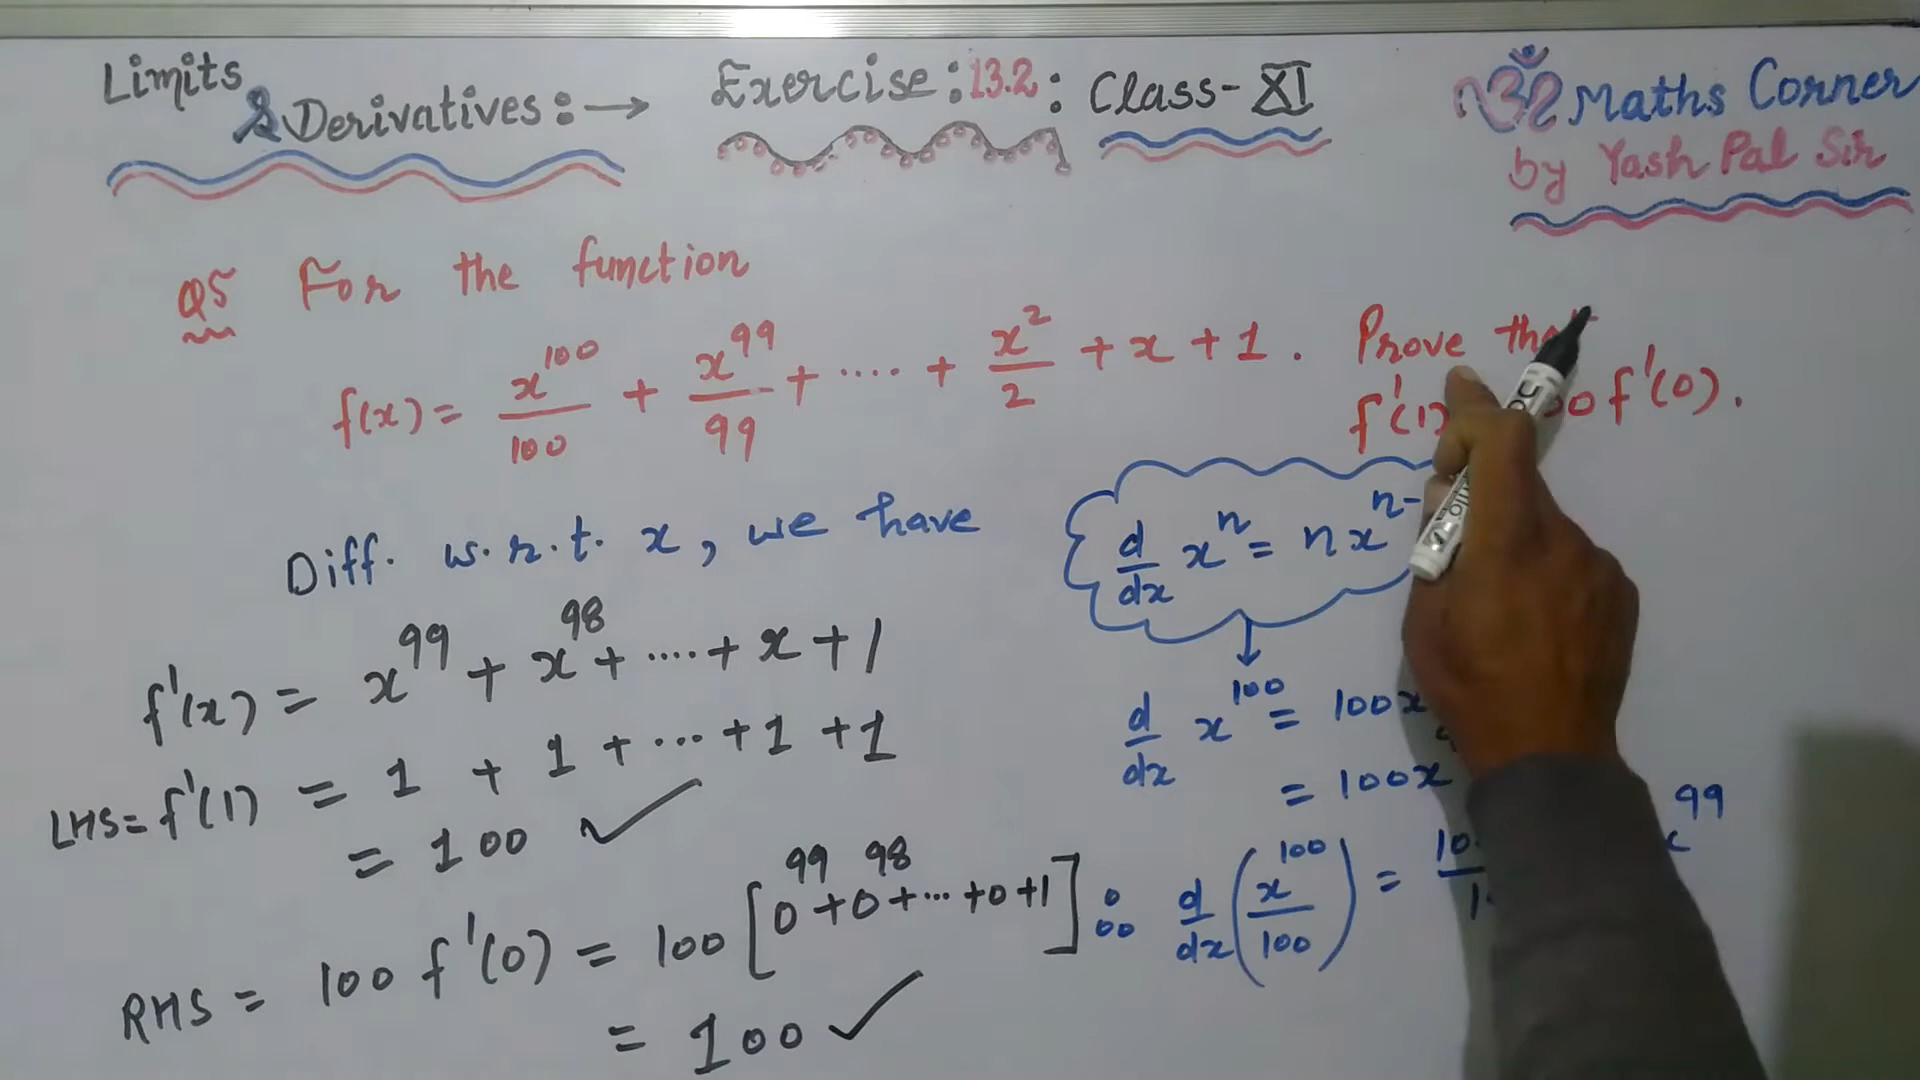 Limits & Derivatives :→
Exercise : 13.2 : Class-XI
ॐ Maths Corner
by Yash Pal Sir
Q5 For the function
f(x) = x^100/100 + x^99/99 + .... + x^2/2 + x + 1 . Prove
f'(1) f'(0).
Diff. w.r.t. x, we have
d/dx x^n = n x^n-
f'(x) = x^99 + x^98 + .... + x + 1
d/dx x^100 = 100x
LHS = f'(1) = 1 + 1 + ... + 1 + 1
= 100x
= 100 ✓
99
d/dx (x^100/100) =
RHS = 100 f'(0) = 100 [0^99 + 0^98 + ... + 0 + 1]
= 100 ✓